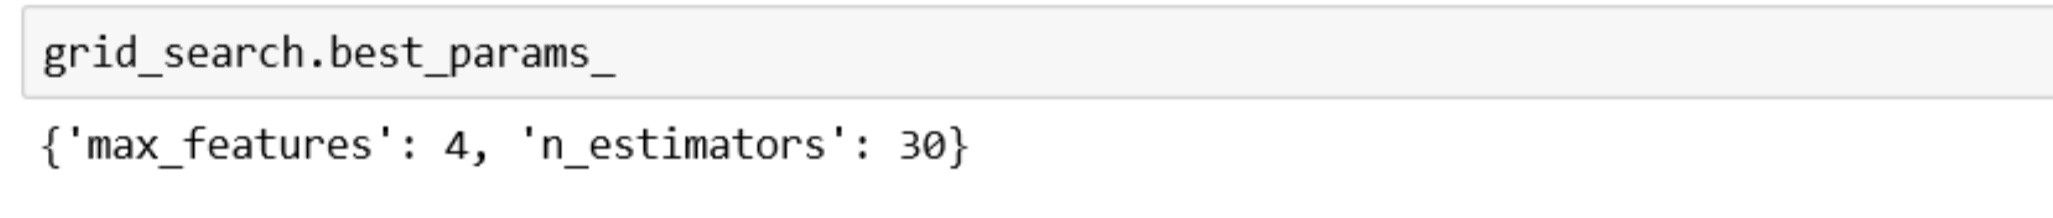 grid_search.best_params_
{'max_features': 4, 'n_estimators': 30}